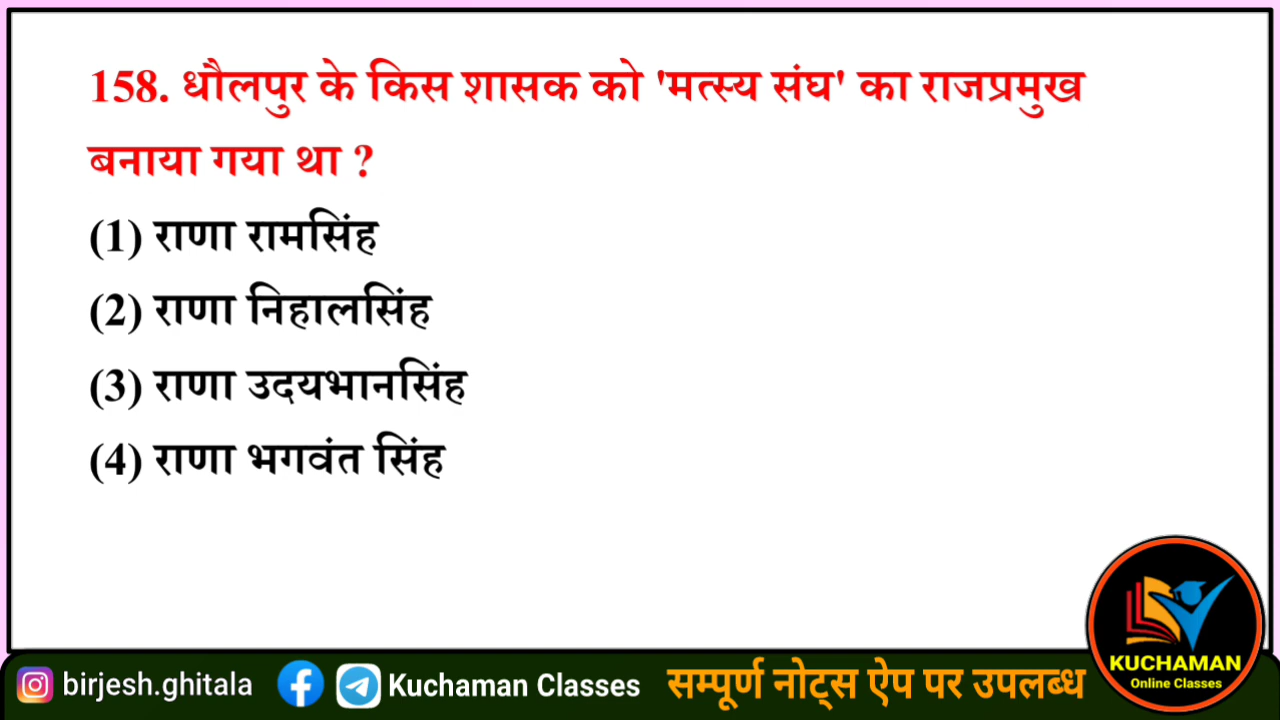 158. धौलपुर के किस शासक को 'मत्स्य संघ' का राजप्रमुख
बनाया गया था ?
(1) राणा रामसिंह
(2) राणा निहालसिंह
(3) राणा उदयभानसिंह
(4) राणा भगवंत सिंह
KUCHAMAN
Online Classes
birjesh.ghitala Kuchaman Classes सम्पूर्ण नोट्स ऐप पर उपलब्ध